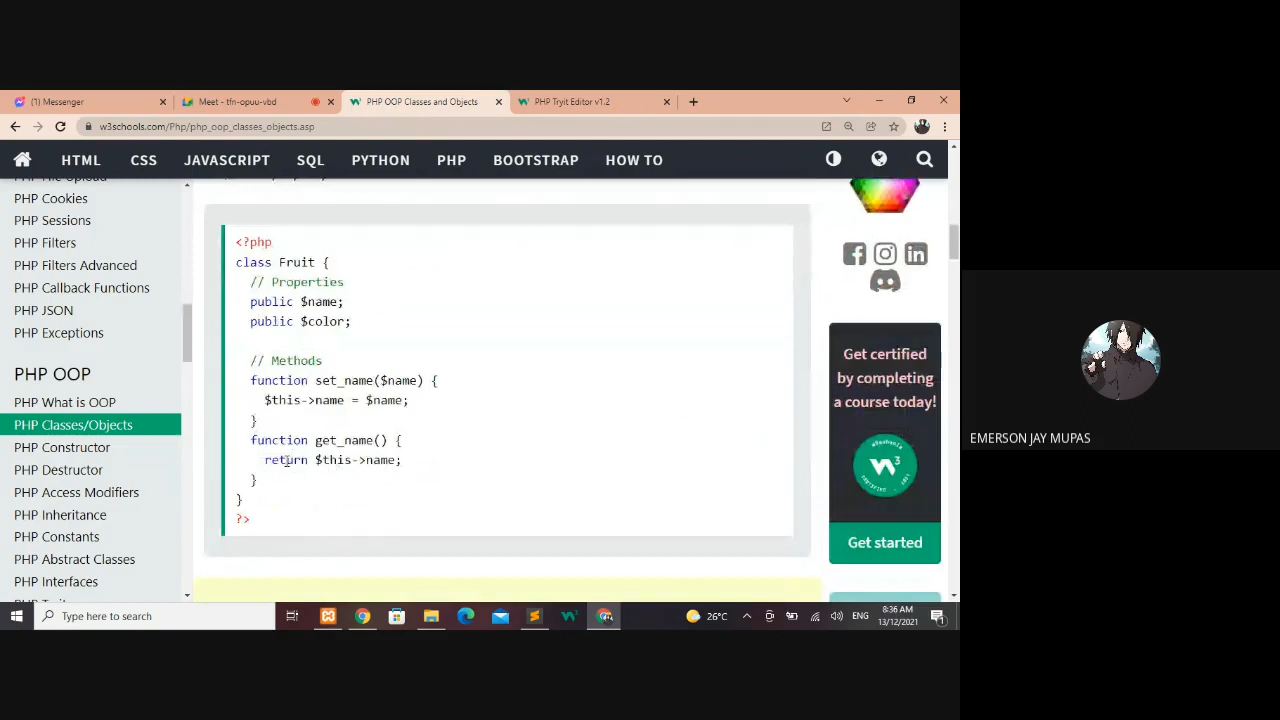 (1) Messenger
Meet - tfn-opuu-vbd
PHP OOP Classes and Objects
PHP Tryit Editor v1.2
w3schools.com/Php/php_oop_classes_objects.asp
HTML CSS JAVASCRIPT SQL PYTHON PHP BOOTSTRAP HOW TO
PHP Cookies
PHP Sessions
PHP Filters
PHP Filters Advanced
PHP Callback Functions
PHP JSON
PHP Exceptions
PHP OOP
PHP What is OOP
PHP Classes/Objects
PHP Constructor
PHP Destructor
PHP Access Modifiers
PHP Inheritance
PHP Constants
PHP Abstract Classes
PHP Interfaces
<?php
class Fruit {
// Properties
public $name;
public $color;
// Methods
function set_name($name) {
$this->name = $name;
}
function get_name() {
return $this->name;
}
}
?>
Get certified
by completing
a course today!
Get started
EMERSON JAY MUPAS
Type here to search
26°C
ENG
8:36 AM
13/12/2021